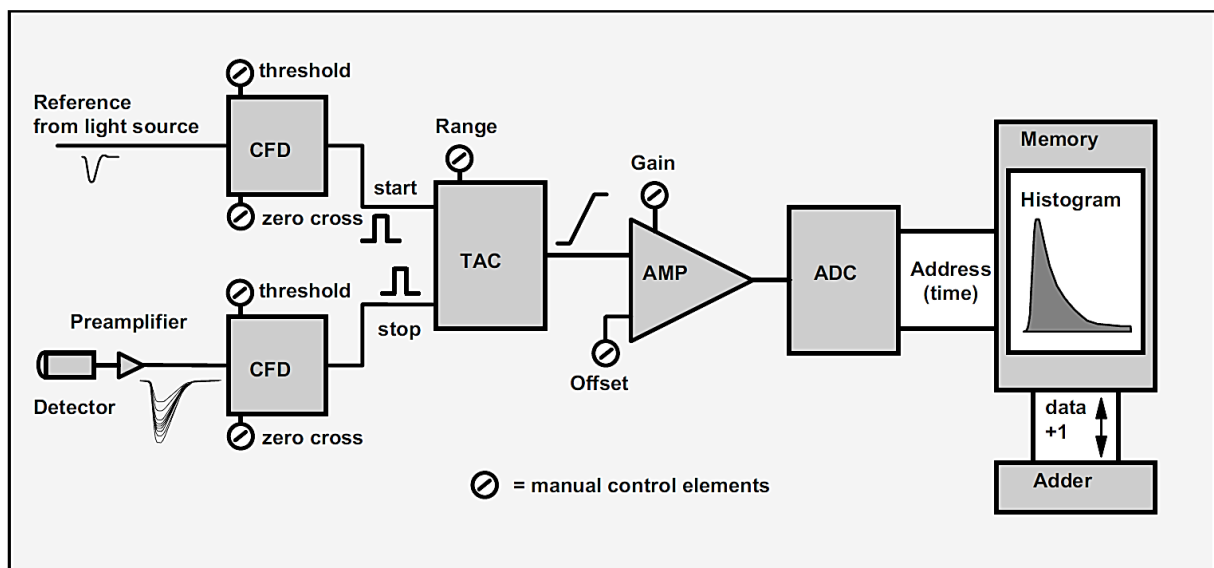 threshold
Reference
from light source
CFD
zero cross
Range
start
TAC
Gain
AMP
Offset
ADC
Address
(time)
Memory
Histogram
threshold
Preamplifier
stop
CFD
Detector
zero cross
data
+1
Adder
= manual control elements